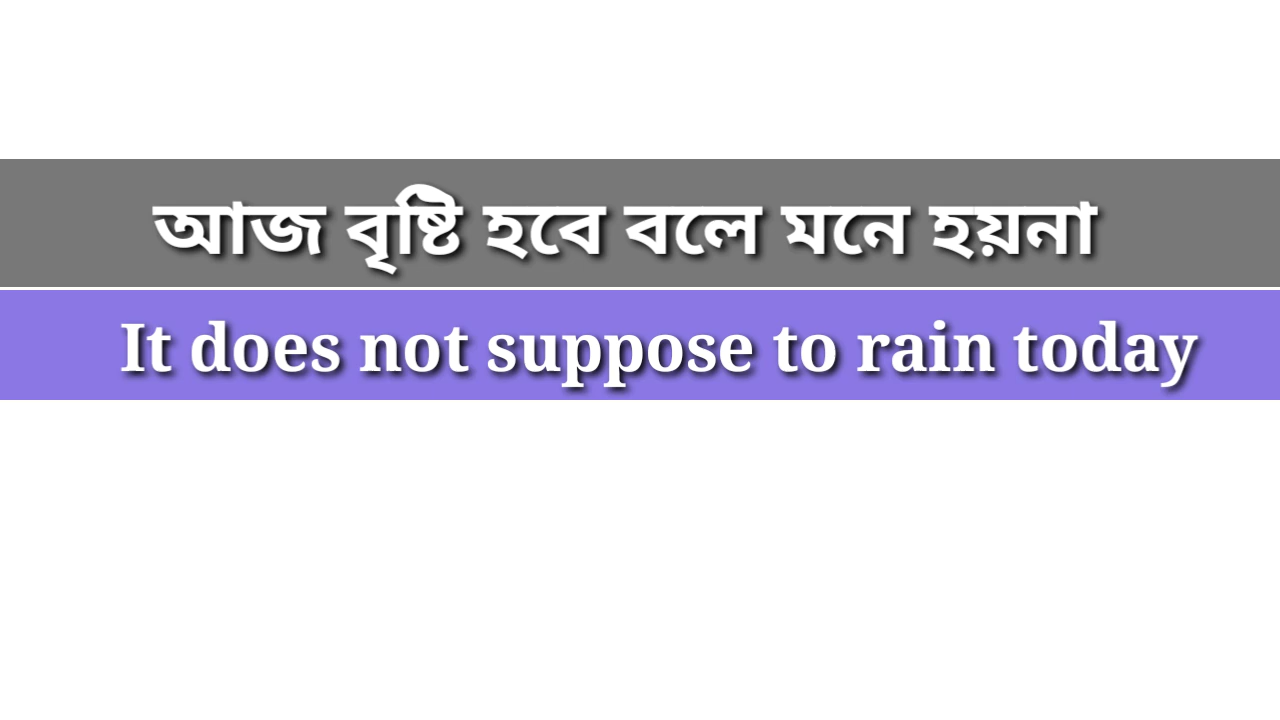 আজ বৃষ্টি হবে বলে মনে হয়না
It does not suppose to rain today